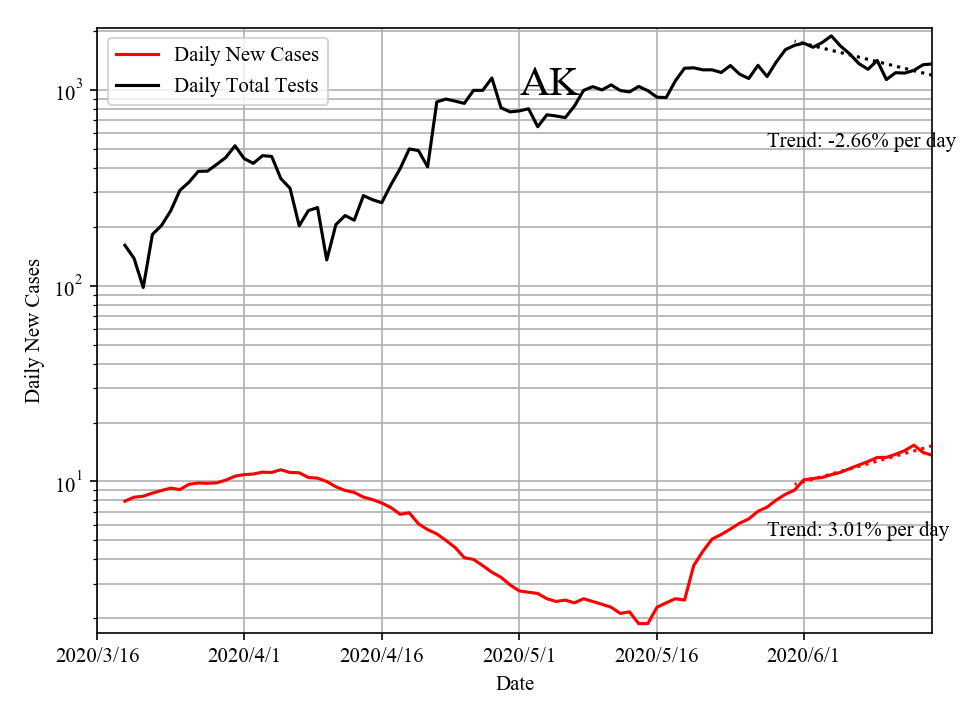 Daily New Cases
Daily Total Tests
AK
10³
10²
10¹
Trend: -2.66% per day
Trend: 3.01% per day
Daily New Cases
2020/3/16
2020/4/1
2020/4/16
2020/5/1
2020/5/16
2020/6/1
Date